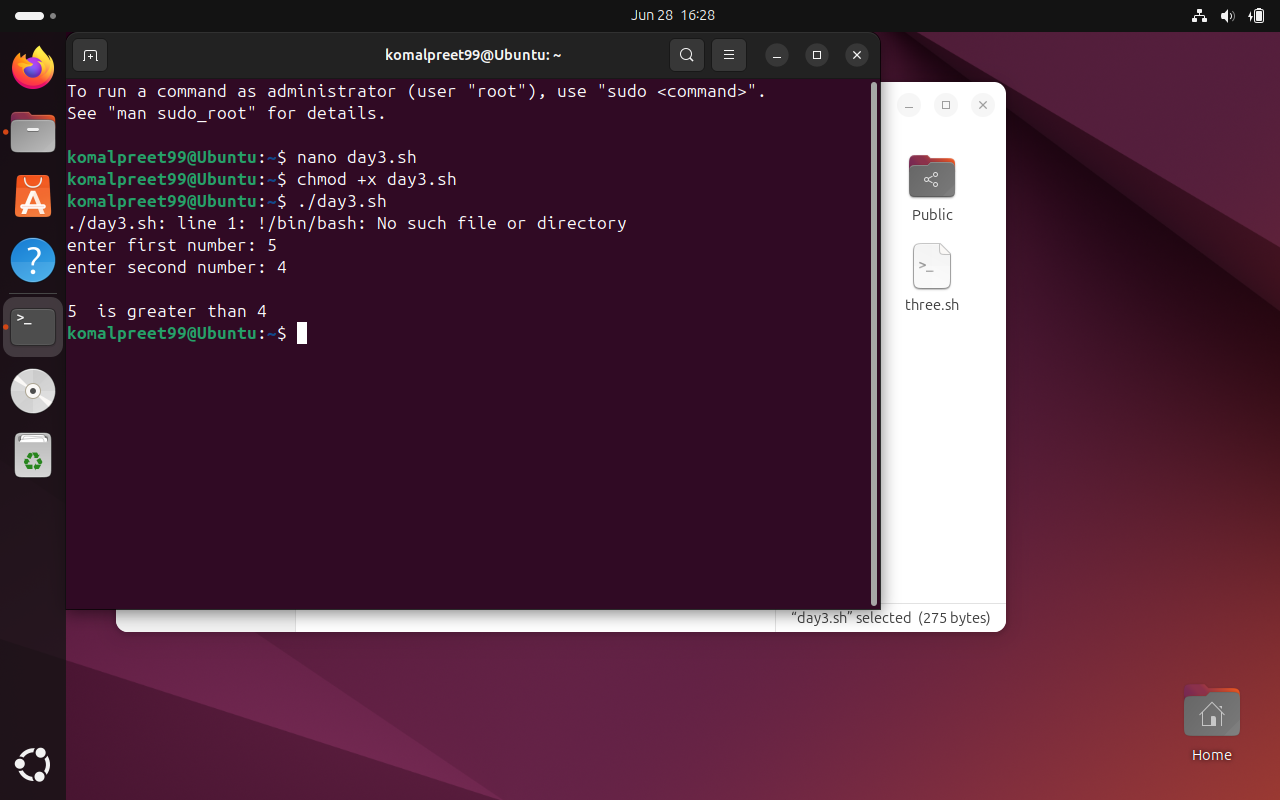 Jun 28 16:28
komalpreet99@Ubuntu: ~
To run a command as administrator (user "root"), use "sudo <command>".
See "man sudo_root" for details.
komalpreet99@Ubuntu:~$ nano day3.sh
komalpreet99@Ubuntu:~$ chmod +x day3.sh
komalpreet99@Ubuntu:~$ ./day3.sh
./day3.sh: line 1: !/bin/bash: No such file or directory
enter first number: 5
enter second number: 4
5  is greater than 4
komalpreet99@Ubuntu:~$
Public
>_
three.sh
>_
“day3.sh” selected (275 bytes)
Home